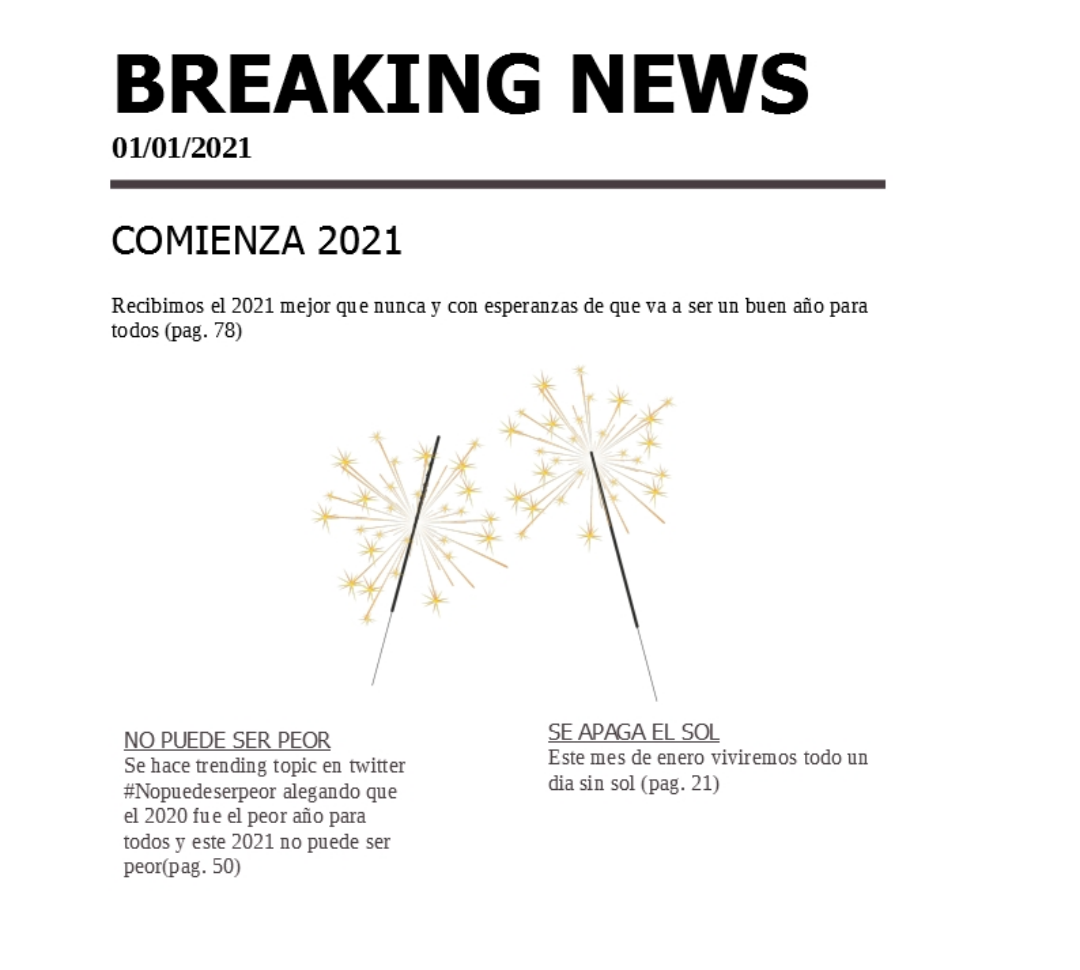 BREAKING NEWS
01/01/2021
COMIENZA 2021
Recibimos el 2021 mejor que nunca y con esperanzas de que va a ser un buen año para
todos (pag. 78)
NO PUEDE SER PEOR
Se hace trending topic en twitter
#Nopuedeserpeor alegando que
el 2020 fue el peor año para
todos y este 2021 no puede ser
peor(pag. 50)
SE APAGA EL SOL
Este mes de enero viviremos todo un
dia sin sol (pag. 21)